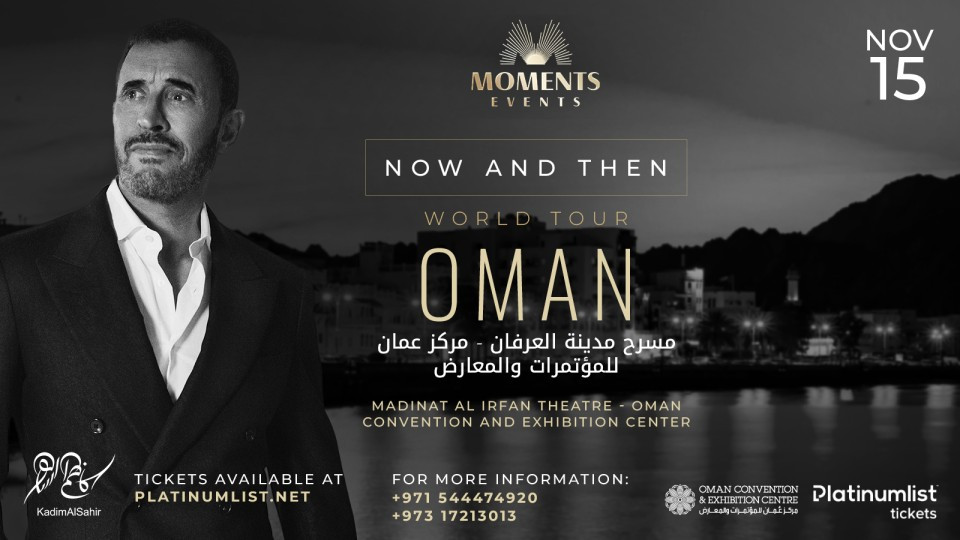 MOMENTS
EVENTS
NOV
15
NOW AND THEN
WORLD TOUR
OMAN
مسرح مدينة العرفان - مركز عمان
للمؤتمرات والمعارض
MADINAT AL IRFAN THEATRE - OMAN
CONVENTION AND EXHIBITION CENTER
KadimAlSahir
TICKETS AVAILABLE AT
PLATINUMLIST.NET
FOR MORE INFORMATION:
+971 544474920
+973 17213013
OMAN CONVENTION
& EXHIBITION CENTRE
مركز عُمان للمؤتمرات والمعارض
Platinumlist
tickets